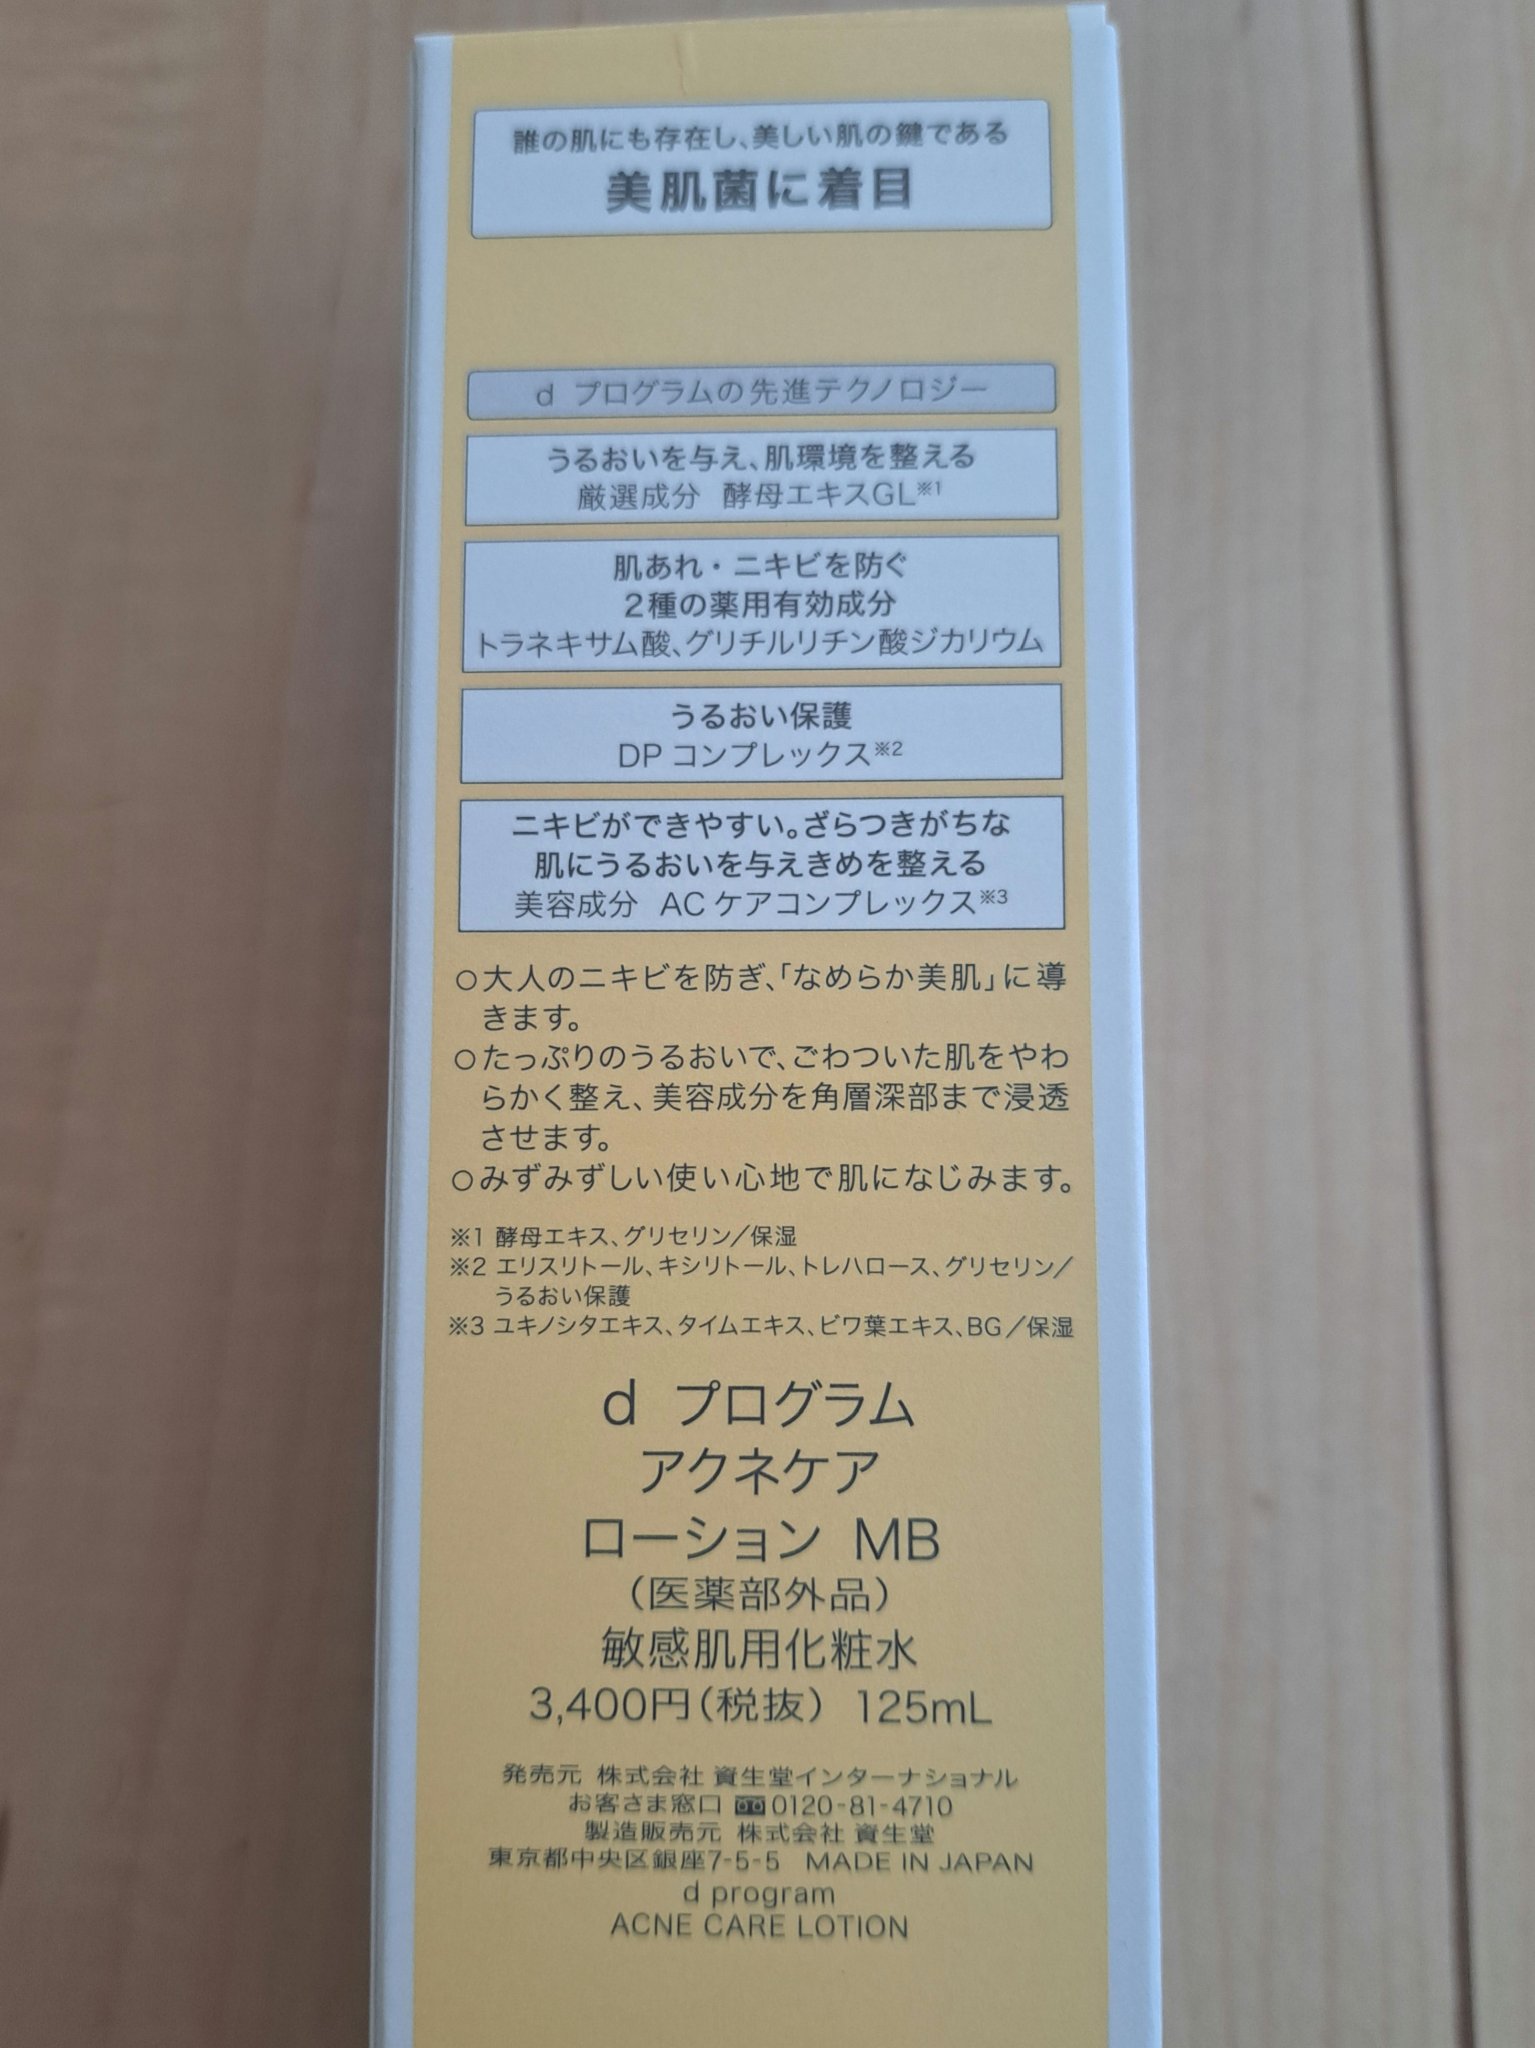 誰の肌にも存在し、美しい肌の鍵である
美肌菌に着目
d プログラムの先進テクノロジー
うるおいを与え、肌環境を整える
厳選成分 酵母エキスGL※1
肌あれ・ニキビを防ぐ
2種の薬用有効成分
トラネキサム酸、グリチルリチン酸ジカリウム
うるおい保護
DP コンプレックス※2
ニキビができやすい。ざらつきがちな
肌にうるおいを与えきめを整える
美容成分 AC ケアコンプレックス※3
○大人のニキビを防ぎ、「なめらか美肌」に導
きます。
○たっぷりのうるおいで、ごわついた肌をやわ
らかく整え、美容成分を角層深部まで浸透
させます。
○みずみずしい使い心地で肌になじみます。
※1 酵母エキス、グリセリン/保湿
※2 エリスリトール、キシリトール、トレハロース、グリセリン/
うるおい保護
※3 ユキノシタエキス、タイムエキス、ビワ葉エキス、BG/保湿
d プログラム
アクネケア
ローション MB
(医薬部外品)
敏感肌用化粧水
3,400円(税抜) 125mL
発売元 株式会社 資生堂インターナショナル
お客さま窓口 0120-81-4710
製造販売元 株式会社 資生堂
東京都中央区銀座7-5-5 MADE IN JAPAN
d program
ACNE CARE LOTION